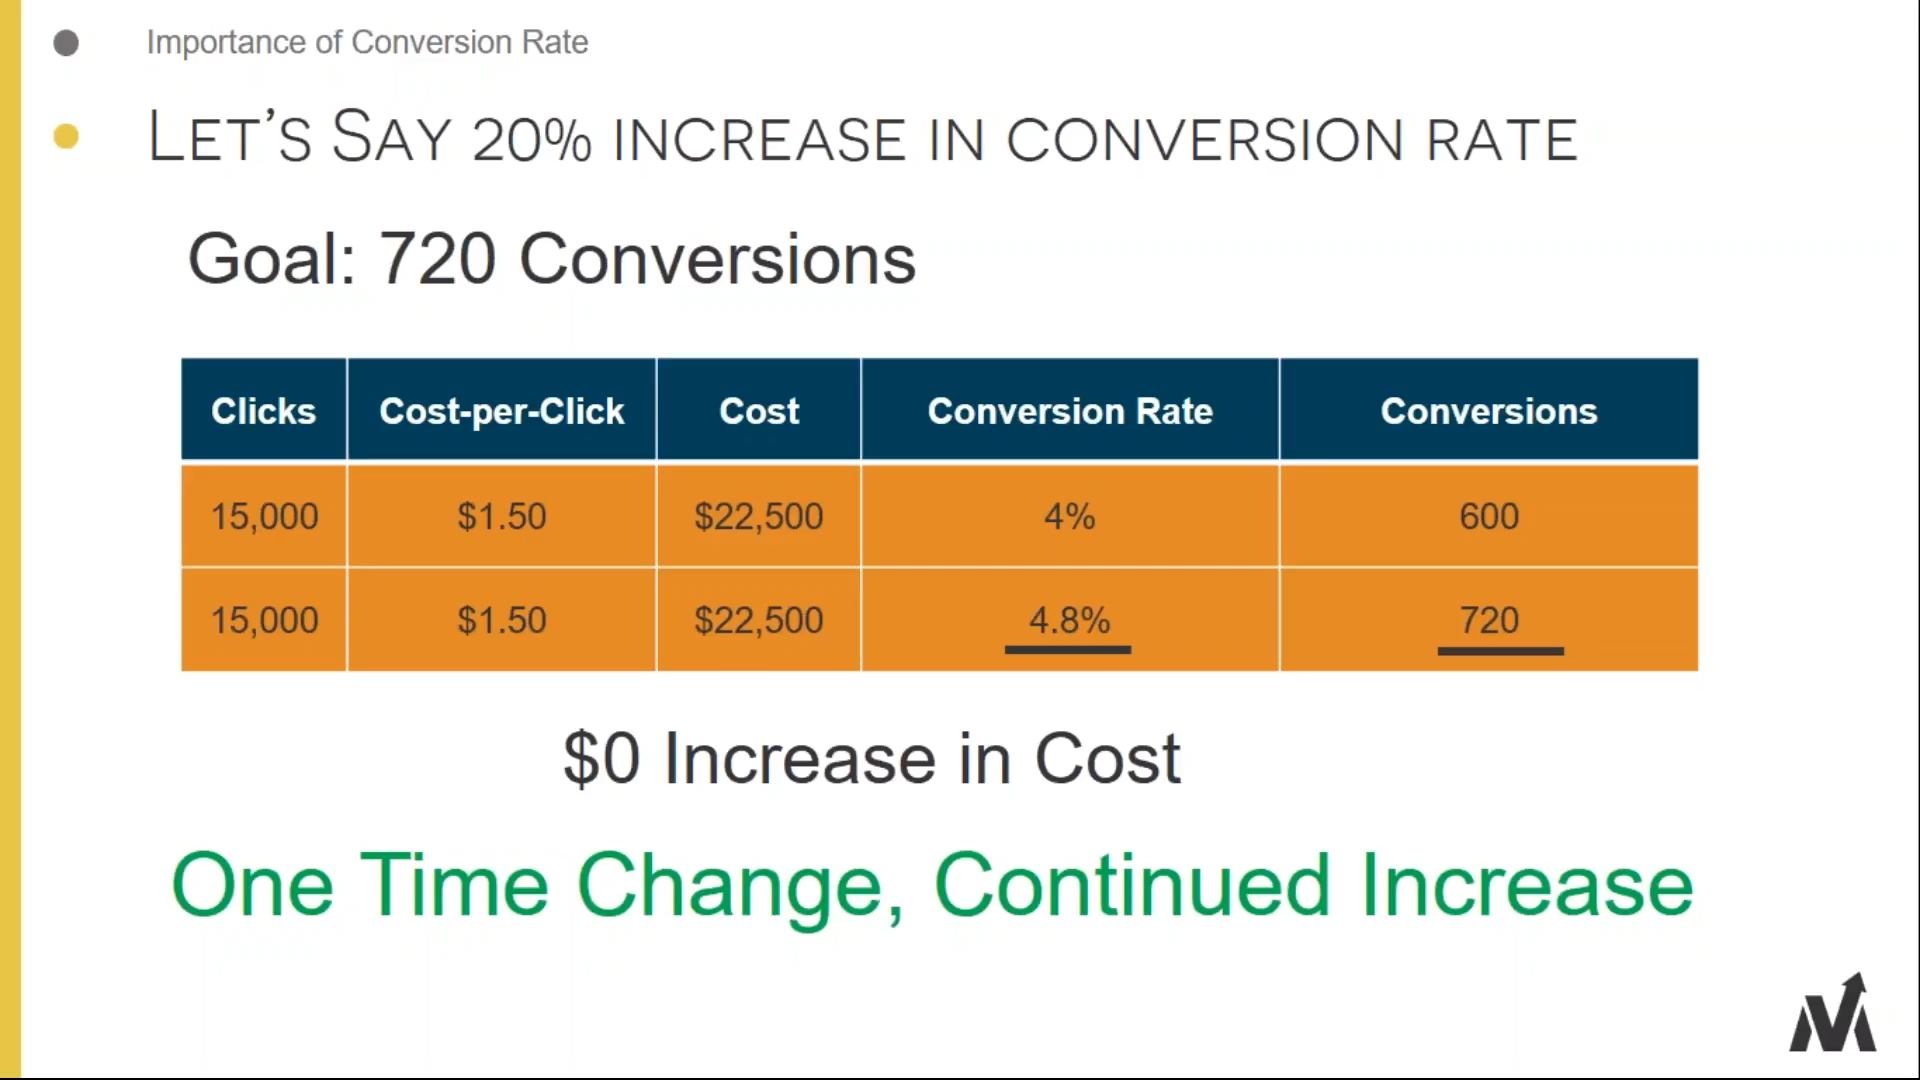 Importance of Conversion Rate
Let's Say 20% increase in conversion rate
Goal: 720 Conversions
Clicks Cost-per-Click Cost Conversion Rate Conversions
15,000 $1.50 $22,500 4% 600
15,000 $1.50 $22,500 4.8% 720
$0 Increase in Cost
One Time Change, Continued Increase